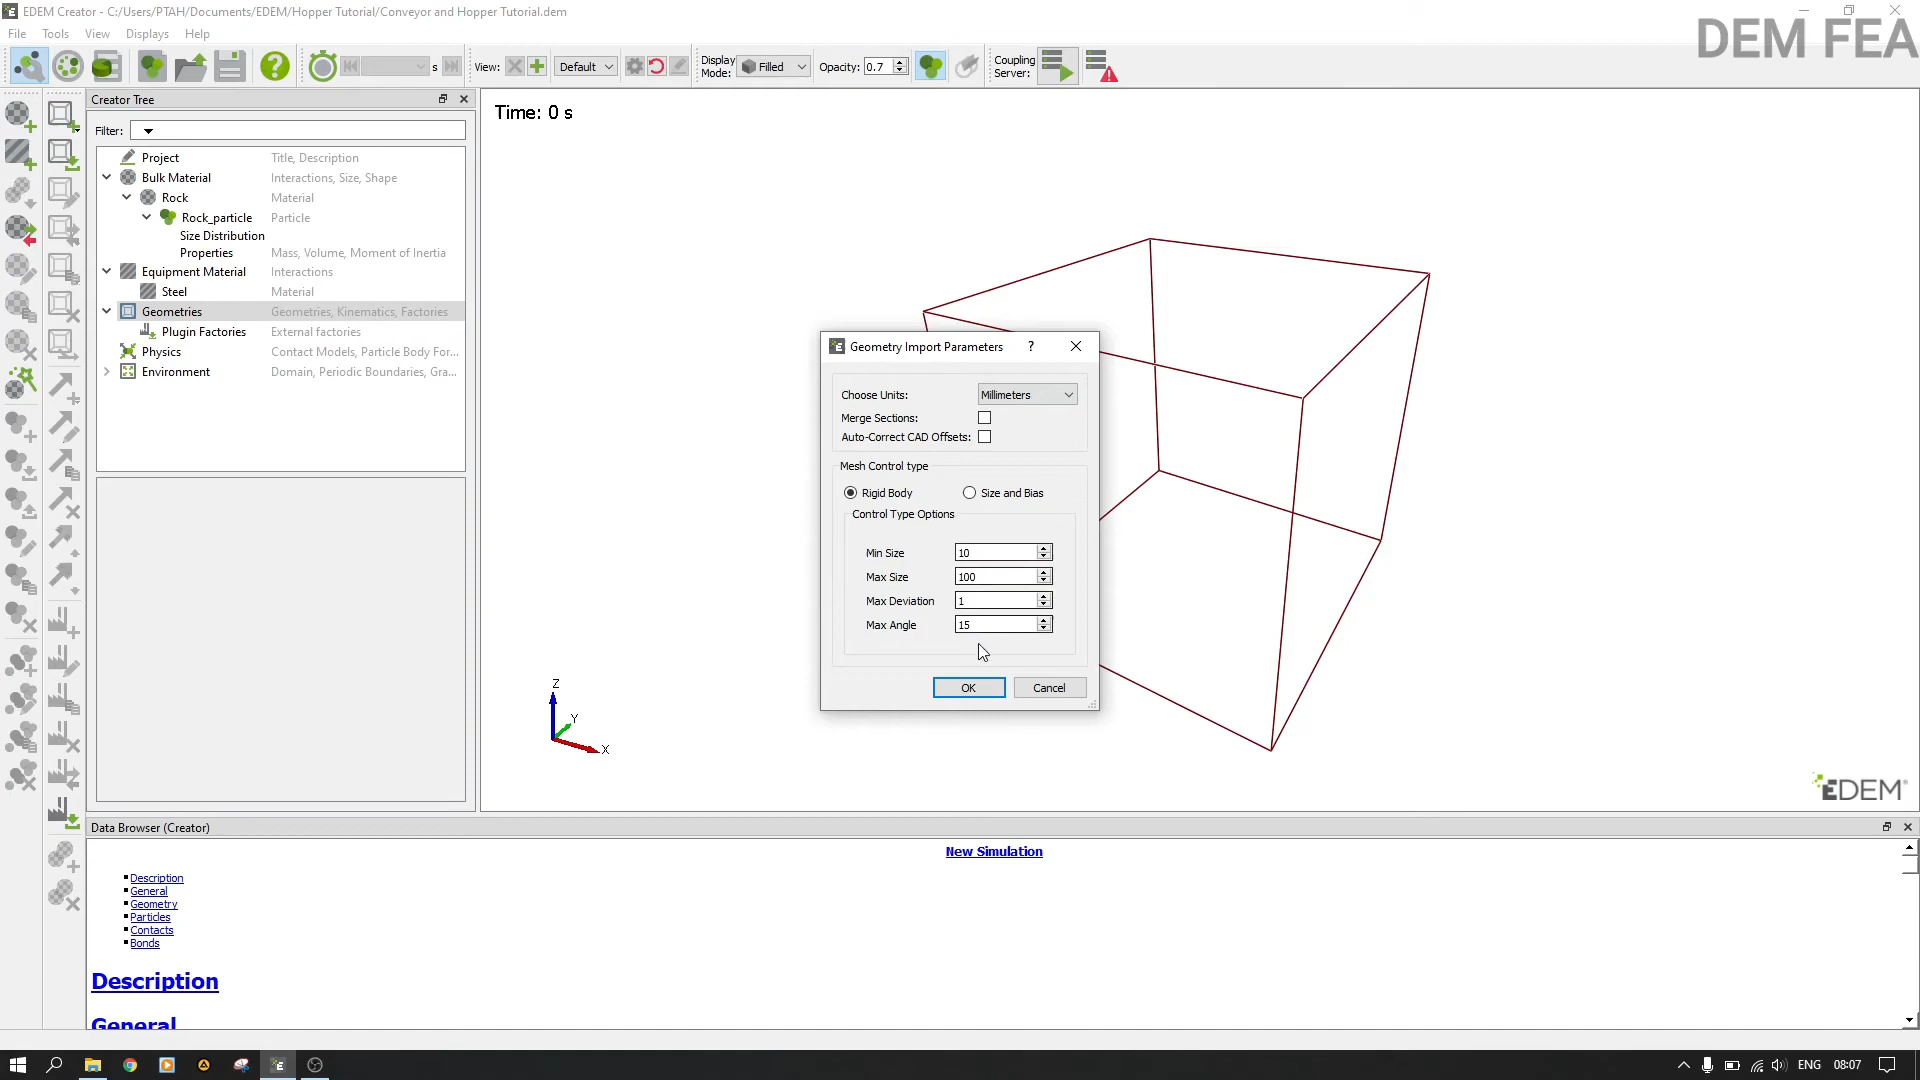 EDEM Creator - C:/Users/PTAH/Documents/EDEM/Hopper Tutorial/Conveyor and Hopper Tutorial.dem
DEM FEA
File Tools View Displays Help
s
View:
Default
Display Mode:
Filled
Opacity: 0.7
Coupling Server:
Creator Tree
Filter:
Project Title, Description
Bulk Material Interactions, Size, Shape
Rock Material
Rock_particle Particle
Size Distribution
Properties Mass, Volume, Moment of Inertia
Equipment Material Interactions
Steel Material
Geometries Geometries, Kinematics, Factories
Plugin Factories External factories
Physics Contact Models, Particle Body For...
Environment Domain, Periodic Boundaries, Gra...
Time: 0 s
Geometry Import Parameters ?
Choose Units: Millimeters
Merge Sections:
Auto-Correct CAD Offsets:
Mesh Control type
Rigid Body Size and Bias
Control Type Options
Min Size 10
Max Size 100
Max Deviation 1
Max Angle 15
OK Cancel
Z
Y
X
EDEM
Data Browser (Creator)
New Simulation
Description
General
Geometry
Particles
Contacts
Bonds
Description
General
ENG 08:07